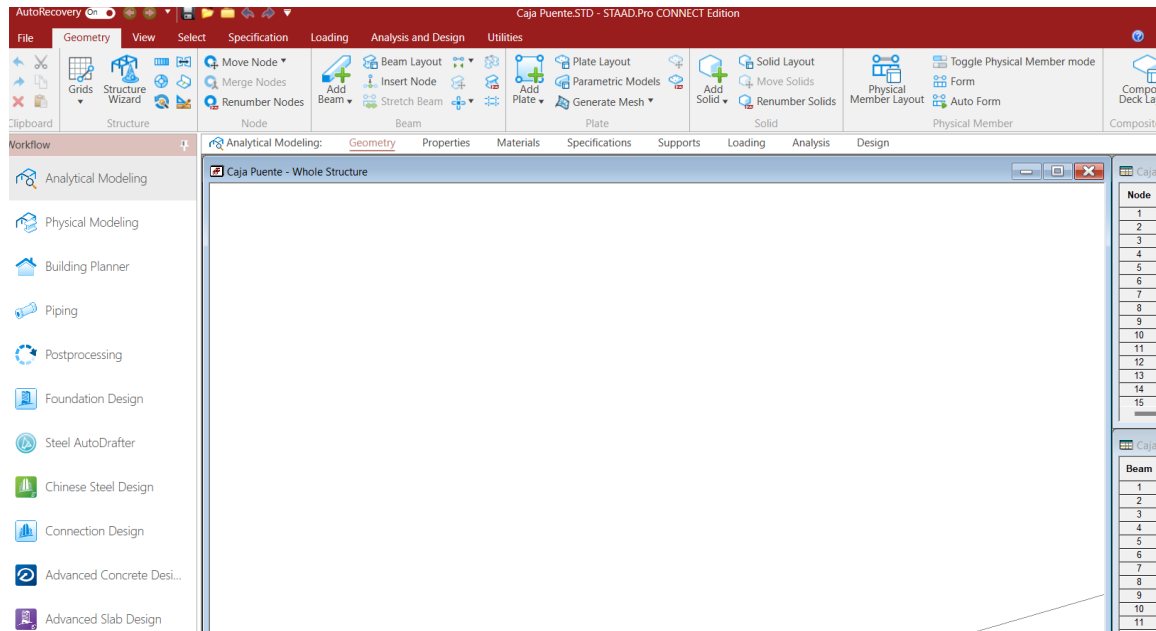 AutoRecovery On Caja Puente.STD - STAAD.Pro CONNECT Edition
File Geometry View Select Specification Loading Analysis and Design Utilities
Move Node Beam Layout Plate Layout Solid Layout Toggle Physical Member mode
Grids Structure Wizard Merge Nodes Add Beam Insert Node Add Plate Parametric Models Add Solid Move Solids Physical Member Layout Form
Renumber Nodes Stretch Beam Generate Mesh Renumber Solids Auto Form
Clipboard Structure Node Beam Plate Solid Physical Member
Workflow Analytical Modeling: Geometry Properties Materials Specifications Supports Loading Analysis Design
Caja Puente - Whole Structure Caja
Analytical Modeling
Physical Modeling
Building Planner
Piping
Postprocessing
Foundation Design
Steel AutoDrafter
Chinese Steel Design
Connection Design
Advanced Concrete Desi...
Advanced Slab Design
Node
1
2
3
4
5
6
7
8
9
10
11
12
13
14
15
Caja
Beam
1
2
3
4
5
6
7
8
9
10
11